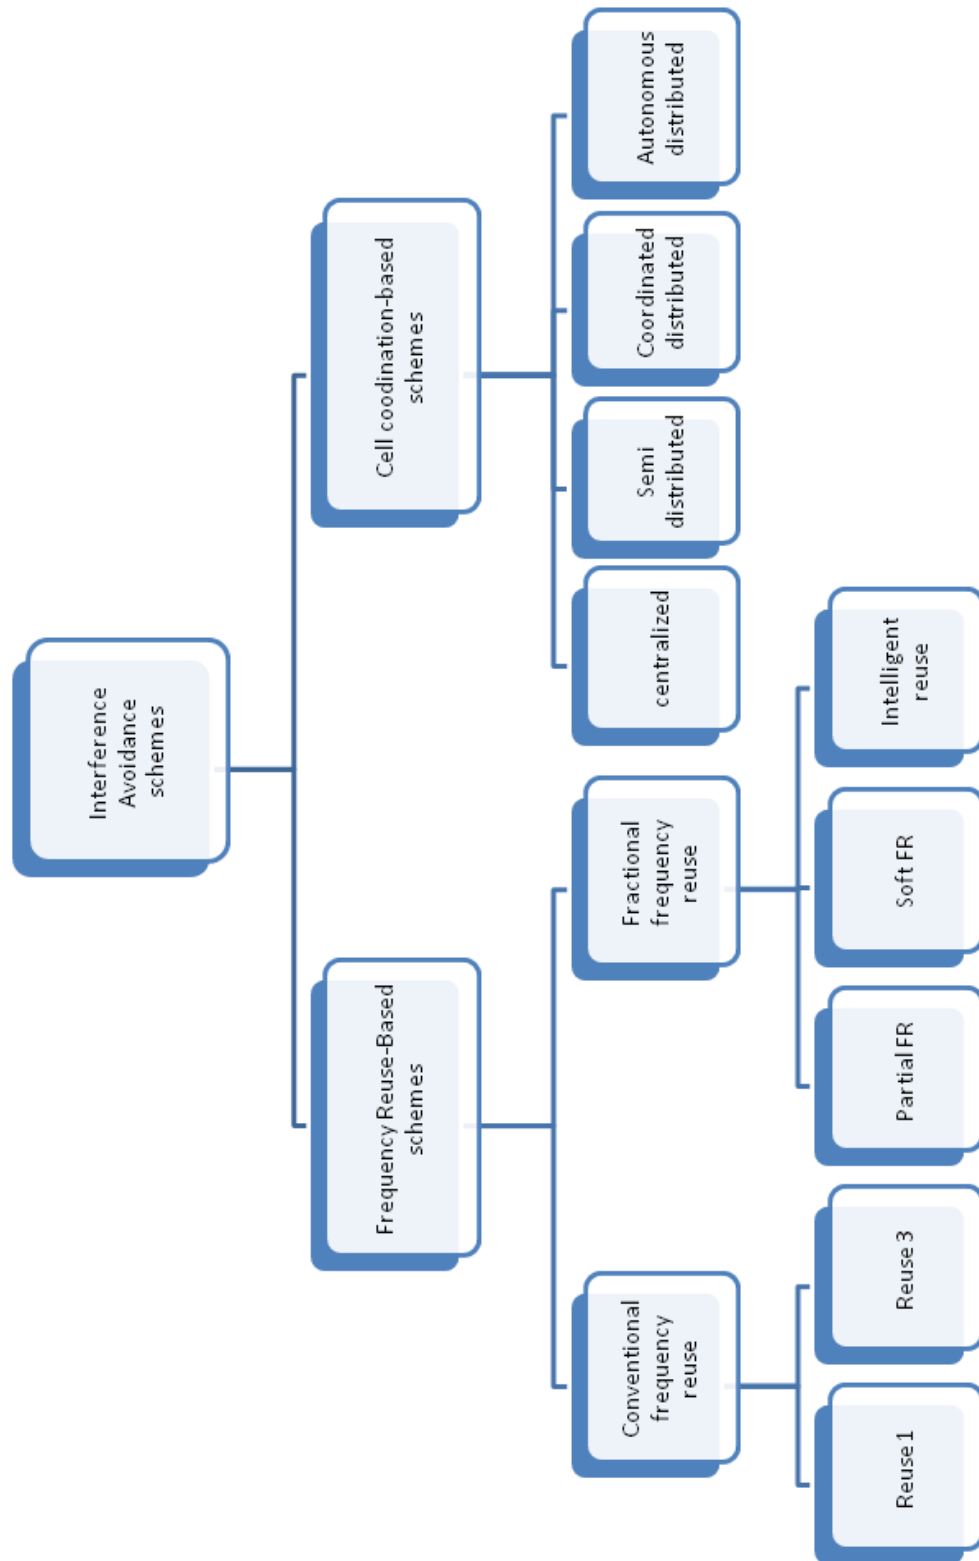 Interference
Avoidance
schemes
Frequency Reuse-Based
schemes
Cell coodination-based
schemes
Conventional
frequency
reuse
Fractional
frequency
reuse
centralized
Semi
distributed
Coordinated
distributed
Autonomous
distributed
Reuse 1
Reuse 3
Partial FR
Soft FR
Intelligent
reuse